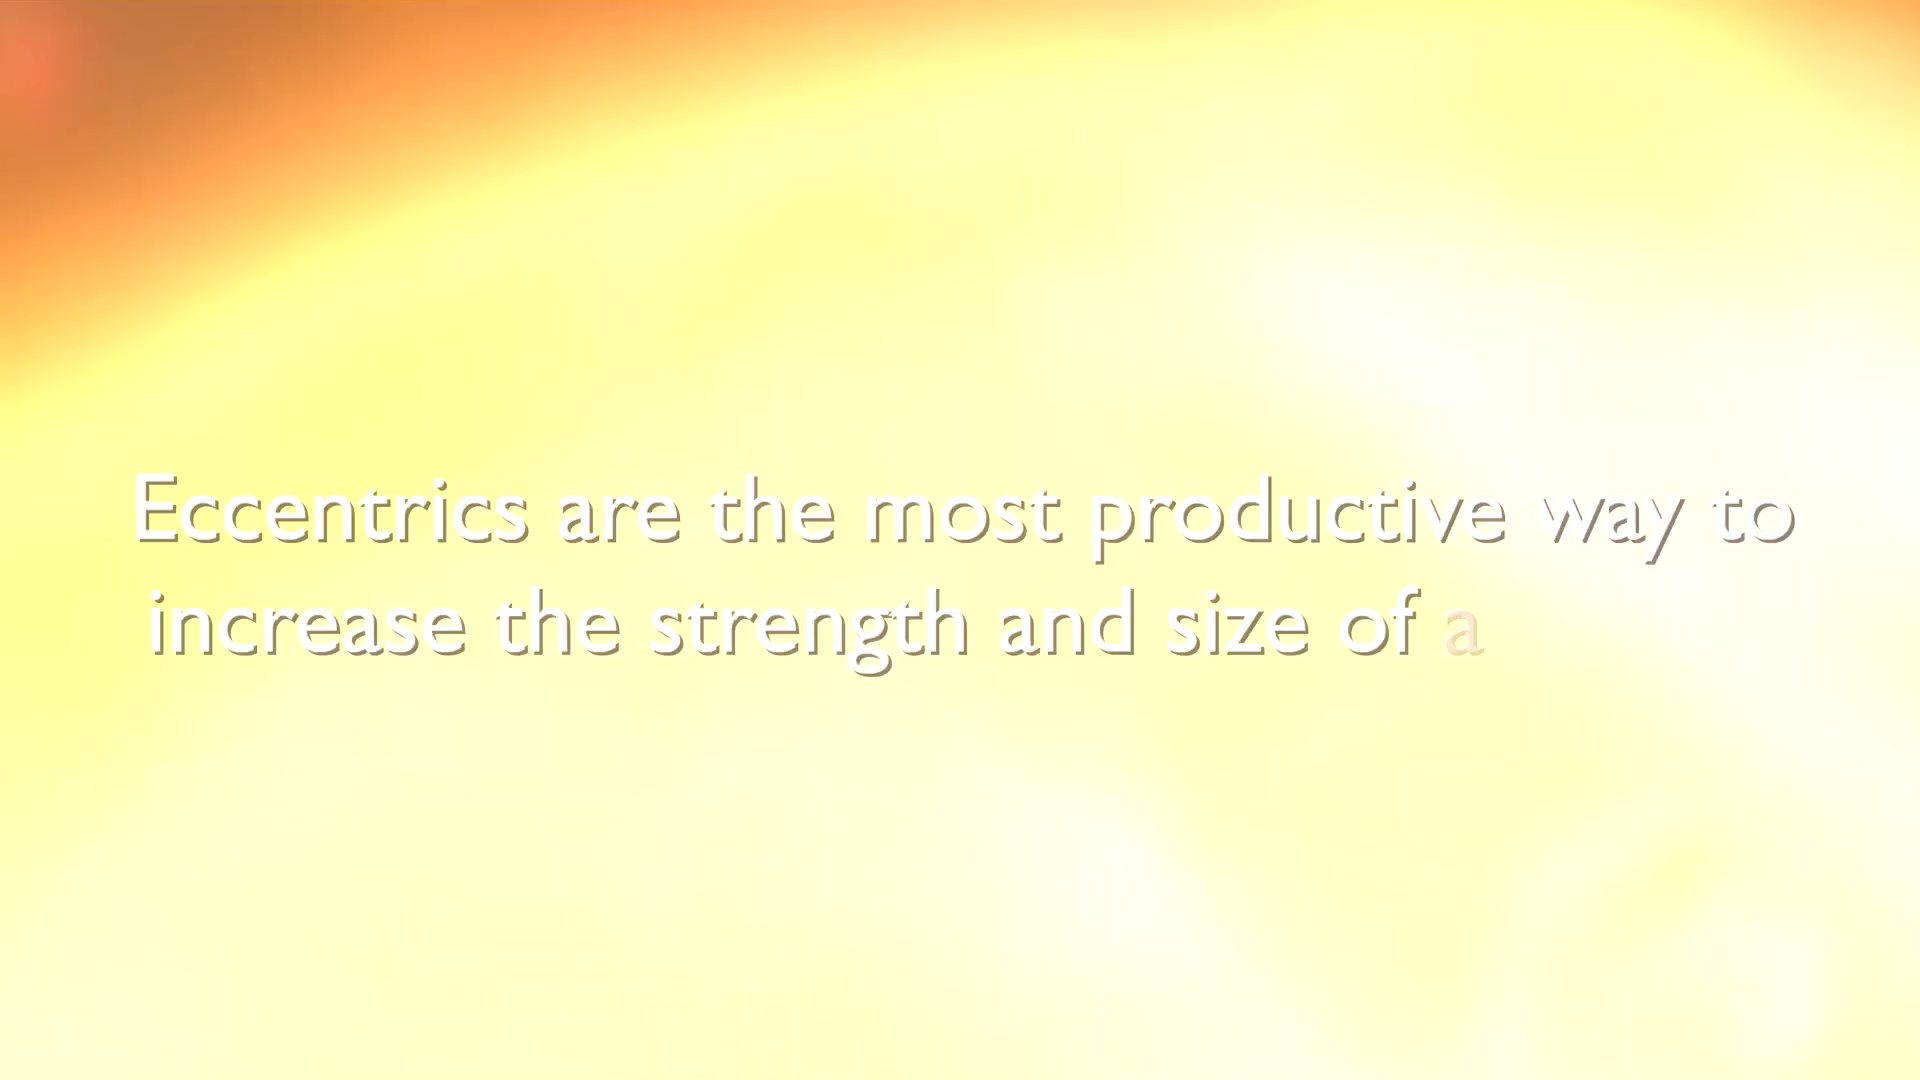 Eccentrics are the most productive way to
increase the strength and size of a